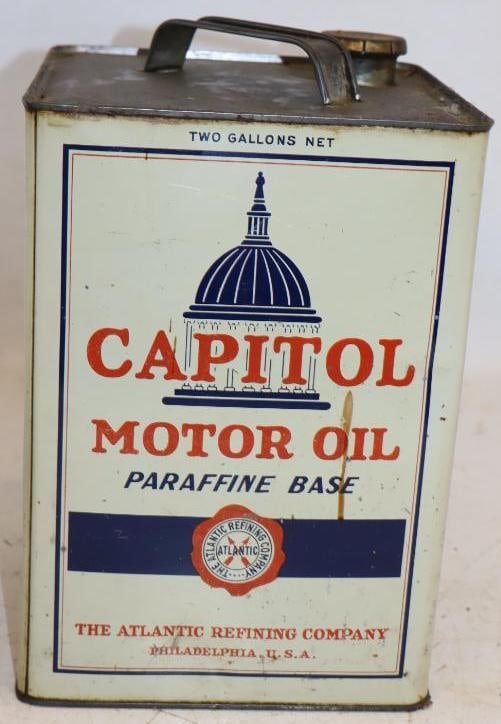 TWO GALLONS NET
CAPITOL
MOTOR OIL
PARAFFINE BASE
THE ATLANTIC REFINING COMPANY
ATLANTIC
THE ATLANTIC REFINING COMPANY
PHILADELPHIA, U.S.A.